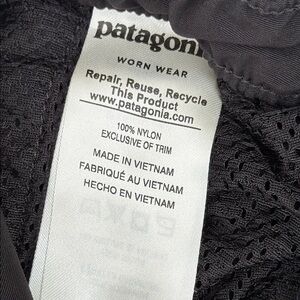 patagoni
WORN WEAR
Repair, Reuse, Recycle
This Product
www.patagonia.com
100% NYLON
EXCLUSIVE OF TRIM
MADE IN VIETNAM
FABRIQUÉ AU VIETNAM
HECHO EN VIETNAM